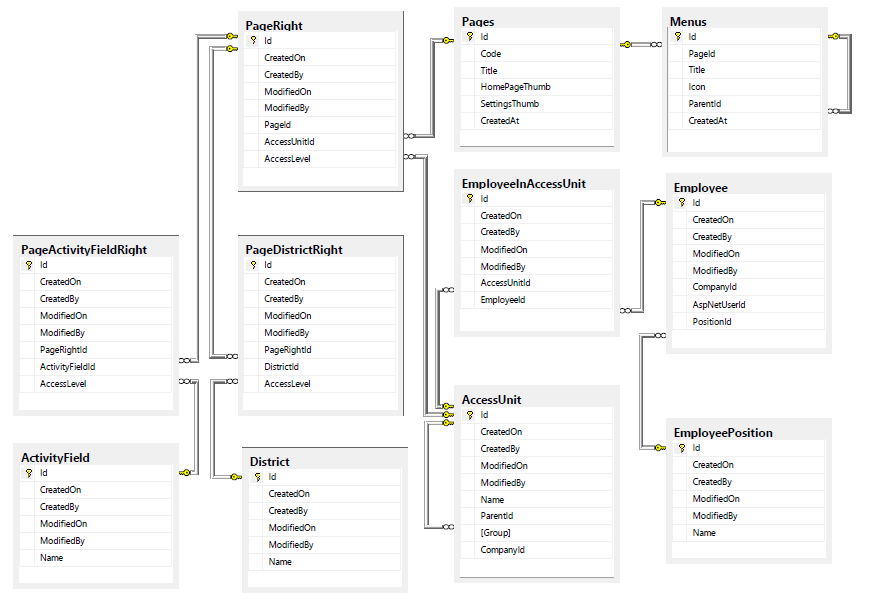 PageRight
Id
CreatedOn
CreatedBy
ModifiedOn
ModifiedBy
PageId
AccessUnitId
AccessLevel
Pages
Id
Code
Title
HomePageThumb
SettingsThumb
CreatedAt
Menus
Id
PageId
Title
Icon
ParentId
CreatedAt
EmployeeInAccessUnit
Id
CreatedOn
CreatedBy
ModifiedOn
ModifiedBy
AccessUnitId
EmployeeId
Employee
Id
CreatedOn
CreatedBy
ModifiedOn
ModifiedBy
CompanyId
AspNetUserId
PositionId
PageActivityFieldRight
Id
CreatedOn
CreatedBy
ModifiedOn
ModifiedBy
PageRightId
ActivityFieldId
AccessLevel
PageDistrictRight
Id
CreatedOn
CreatedBy
ModifiedOn
ModifiedBy
PageRightId
DistrictId
AccessLevel
AccessUnit
Id
CreatedOn
CreatedBy
ModifiedOn
ModifiedBy
Name
ParentId
[Group]
CompanyId
EmployeePosition
Id
CreatedOn
CreatedBy
ModifiedOn
ModifiedBy
Name
ActivityField
Id
CreatedOn
CreatedBy
ModifiedOn
ModifiedBy
Name
District
Id
CreatedOn
CreatedBy
ModifiedOn
ModifiedBy
Name